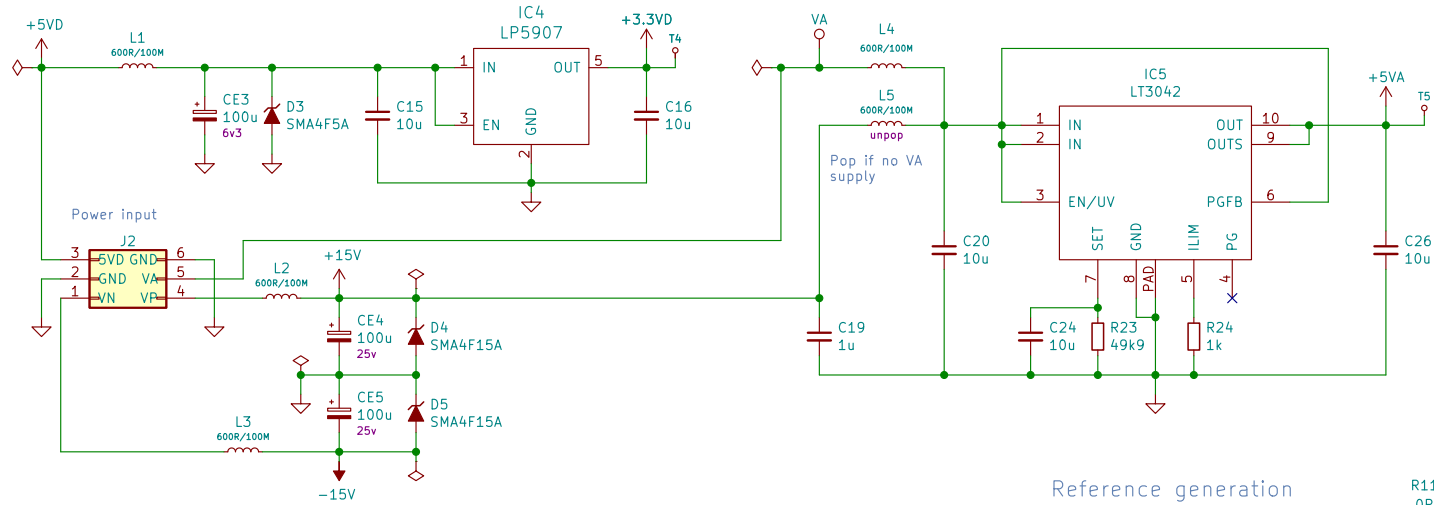 +5VD
L1
600R/100M
CE3
100u
6v3
D3
SMA4F5A
C15
10u
IC4
LP5907
1
IN
OUT
5
3
EN
GND
2
+3.3VD
T4
C16
10u
VA
L4
600R/100M
L5
600R/100M
unpop
Pop if no VA
supply
IC5
LT3042
1
IN
OUT
10
2
IN
OUTS
9
3
EN/UV
PGFB
6
SET
GND
PAD
ILIM
PG
7
8
5
4
+5VA
T5
C20
10u
C26
10u
C24
10u
R23
49k9
R24
1k
C19
1u
Power input
J2
3
5VD
GND
6
2
GND
VA
5
1
VN
VP
4
L2
600R/100M
+15V
CE4
100u
25v
D4
SMA4F15A
CE5
100u
25v
D5
SMA4F15A
L3
600R/100M
-15V
Reference generation
R11